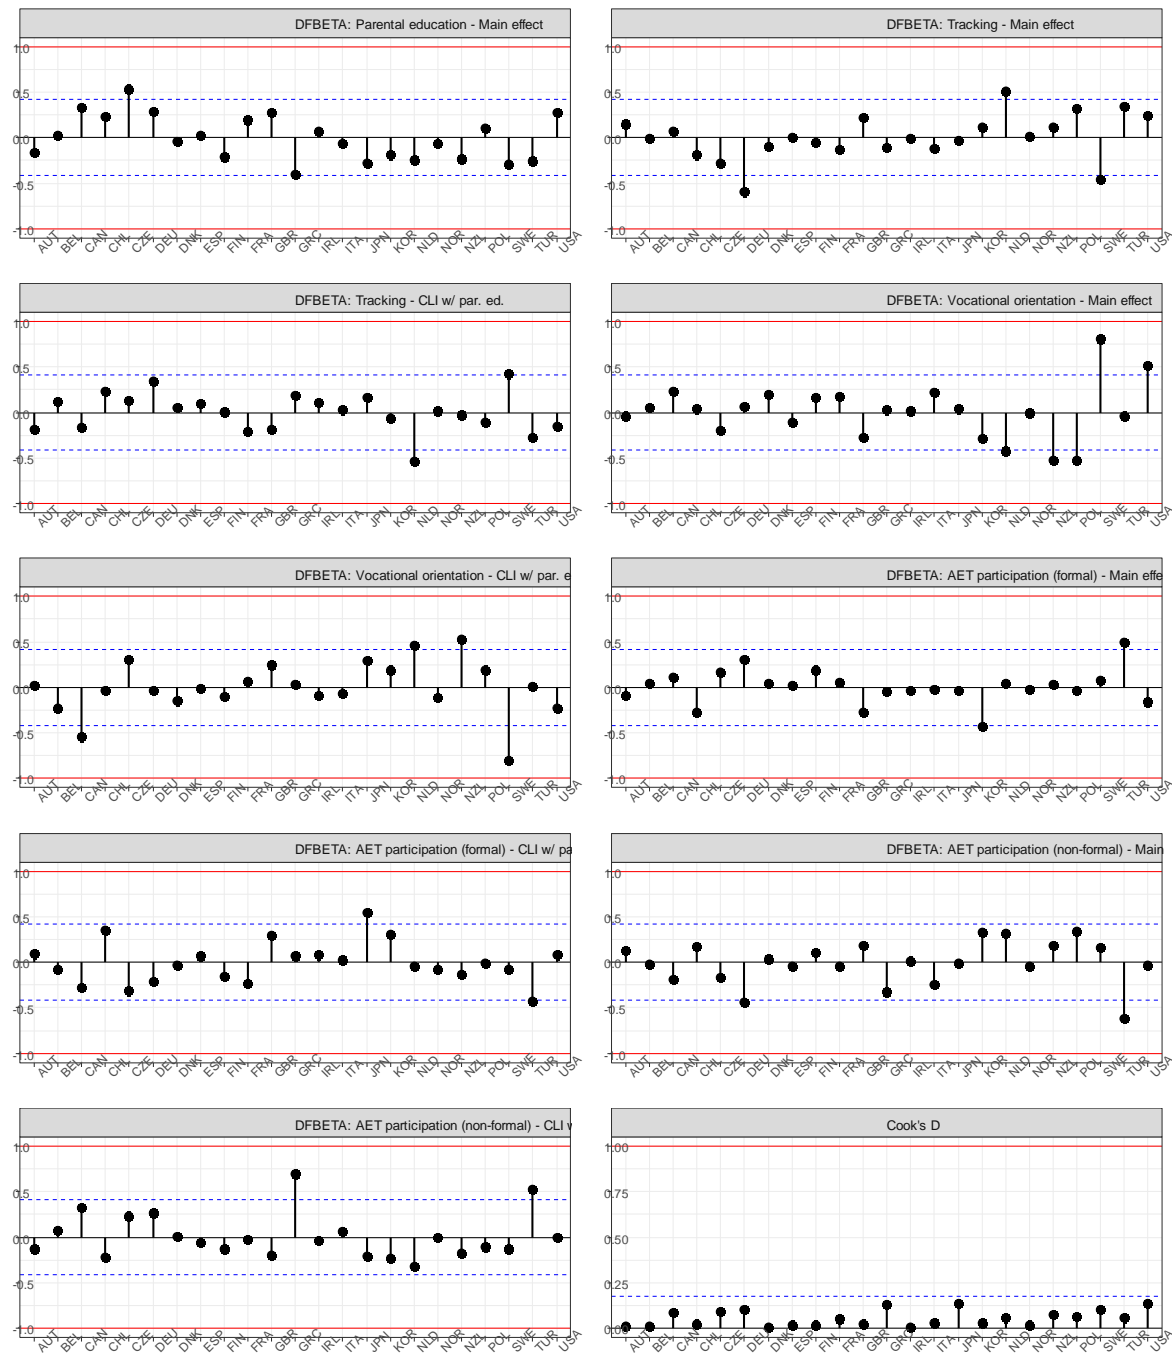 DFBETA: Parental education - Main effect
1.0
0.5
0.0
-0.5
-1.0
AUT BEL CAN CHL CZE DEU DNK ESP FIN FRA GBR GRC IRL ITA JPN KOR NLD NOR NZL POL SWE TUR USA
DFBETA: Tracking - Main effect
1.0
0.5
0.0
-0.5
-1.0
AUT BEL CAN CHL CZE DEU DNK ESP FIN FRA GBR GRC IRL ITA JPN KOR NLD NOR NZL POL SWE TUR USA
DFBETA: Tracking - CLI w/ par. ed.
1.0
0.5
0.0
-0.5
-1.0
AUT BEL CAN CHL CZE DEU DNK ESP FIN FRA GBR GRC IRL ITA JPN KOR NLD NOR NZL POL SWE TUR USA
DFBETA: Vocational orientation - Main effect
1.0
0.5
0.0
-0.5
-1.0
AUT BEL CAN CHL CZE DEU DNK ESP FIN FRA GBR GRC IRL ITA JPN KOR NLD NOR NZL POL SWE TUR USA
DFBETA: Vocational orientation - CLI w/ par. e
1.0
0.5
0.0
-0.5
-1.0
AUT BEL CAN CHL CZE DEU DNK ESP FIN FRA GBR GRC IRL ITA JPN KOR NLD NOR NZL POL SWE TUR USA
DFBETA: AET participation (formal) - Main effe
1.0
0.5
0.0
-0.5
-1.0
AUT BEL CAN CHL CZE DEU DNK ESP FIN FRA GBR GRC IRL ITA JPN KOR NLD NOR NZL POL SWE TUR USA
DFBETA: AET participation (formal) - CLI w/ pa
1.0
0.5
0.0
-0.5
-1.0
AUT BEL CAN CHL CZE DEU DNK ESP FIN FRA GBR GRC IRL ITA JPN KOR NLD NOR NZL POL SWE TUR USA
DFBETA: AET participation (non-formal) - Main
1.0
0.5
0.0
-0.5
-1.0
AUT BEL CAN CHL CZE DEU DNK ESP FIN FRA GBR GRC IRL ITA JPN KOR NLD NOR NZL POL SWE TUR USA
DFBETA: AET participation (non-formal) - CLI w
1.0
0.5
0.0
-0.5
-1.0
AUT BEL CAN CHL CZE DEU DNK ESP FIN FRA GBR GRC IRL ITA JPN KOR NLD NOR NZL POL SWE TUR USA
Cook's D
1.00
0.75
0.50
0.25
0.00
AUT BEL CAN CHL CZE DEU DNK ESP FIN FRA GBR GRC IRL ITA JPN KOR NLD NOR NZL POL SWE TUR USA